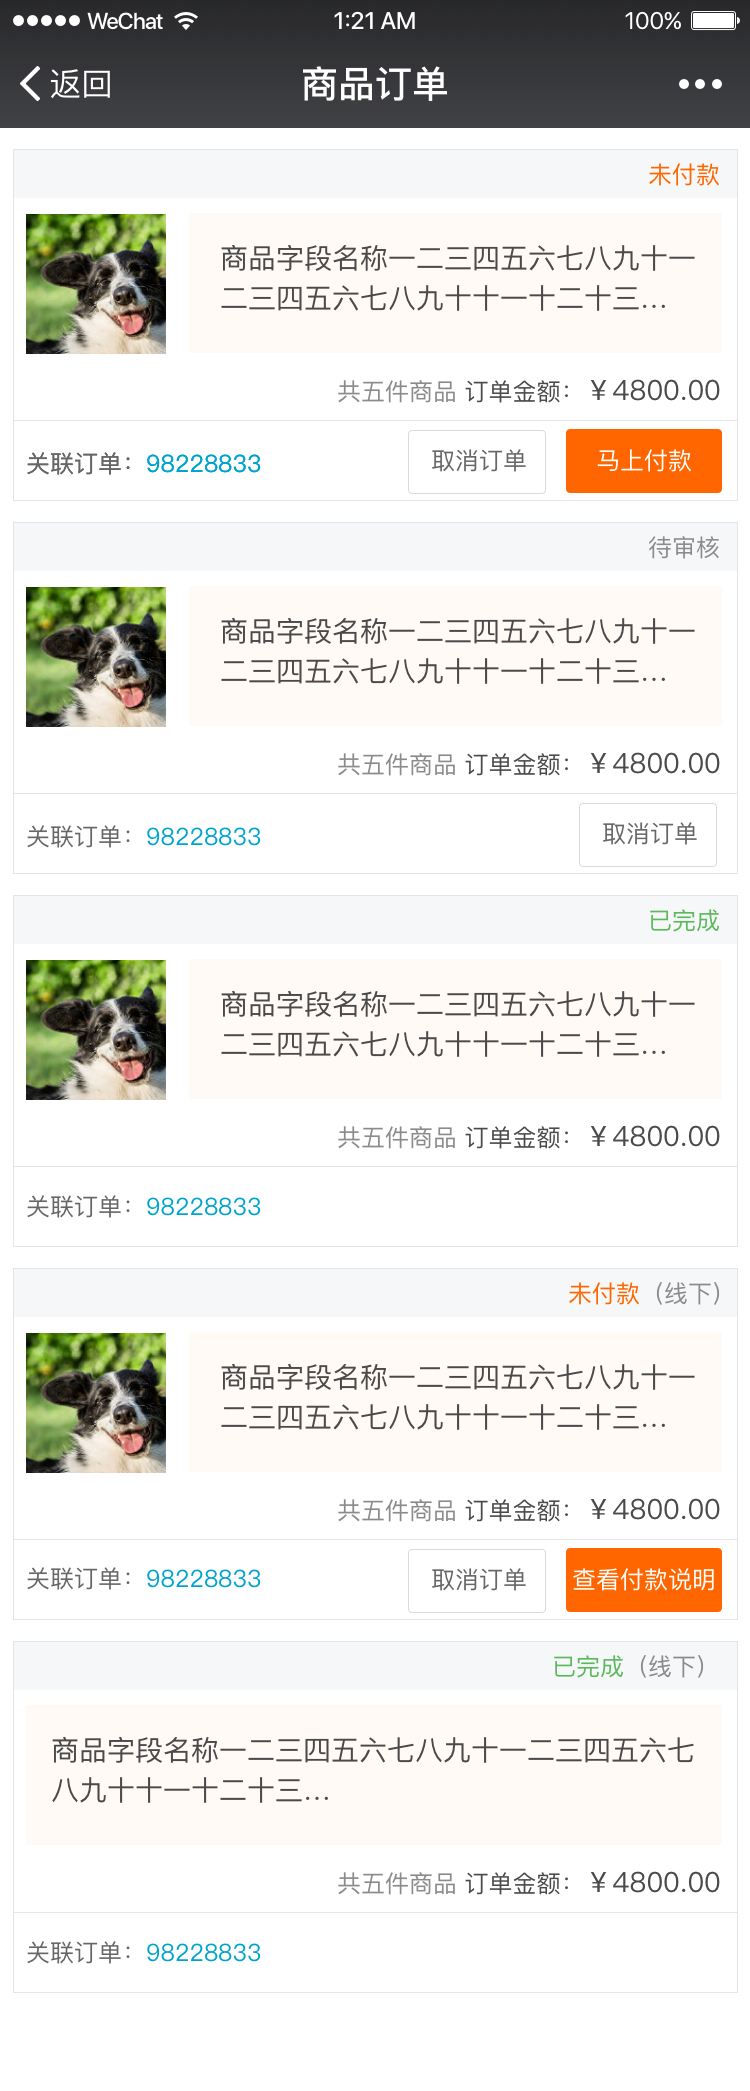 WeChat 1:21 AM 100%
返回 商品订单
未付款
商品字段名称一二三四五六七八九十一
二三四五六七八九十十一十二十三...
共五件商品 订单金额： ￥4800.00
关联订单：98228833 取消订单 马上付款
待审核
商品字段名称一二三四五六七八九十一
二三四五六七八九十十一十二十三...
共五件商品 订单金额： ￥4800.00
关联订单：98228833 取消订单
已完成
商品字段名称一二三四五六七八九十一
二三四五六七八九十十一十二十三...
共五件商品 订单金额： ￥4800.00
关联订单：98228833
未付款（线下）
商品字段名称一二三四五六七八九十一
二三四五六七八九十十一十二十三...
共五件商品 订单金额： ￥4800.00
关联订单：98228833 取消订单 查看付款说明
已完成（线下）
商品字段名称一二三四五六七八九十一二三四五六七
八九十十一十二十三...
共五件商品 订单金额： ￥4800.00
关联订单：98228833